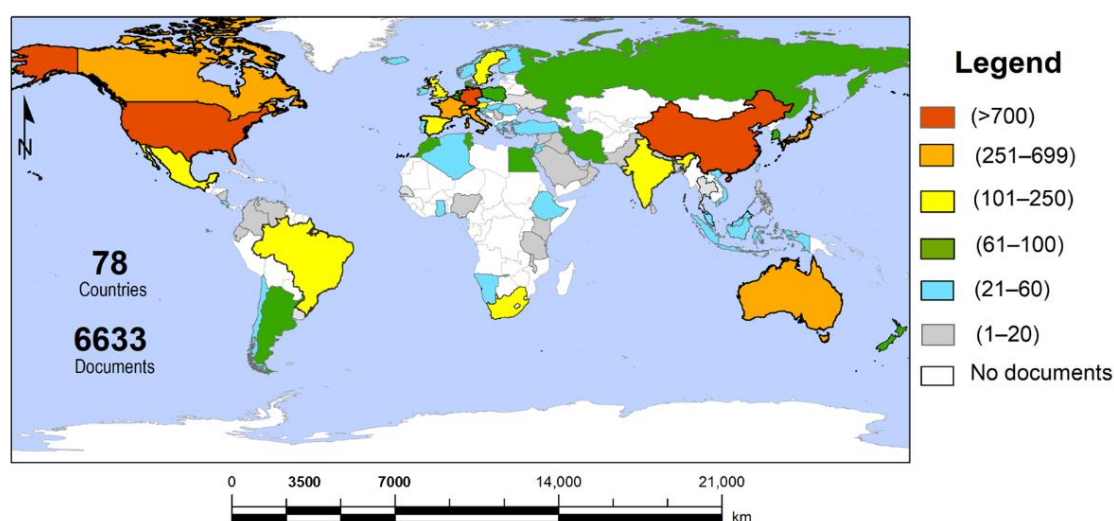 N
78
Countries
6633
Documents
Legend
(>700)
(251–699)
(101–250)
(61–100)
(21–60)
(1–20)
No documents
0 3500 7000 14,000 21,000
km